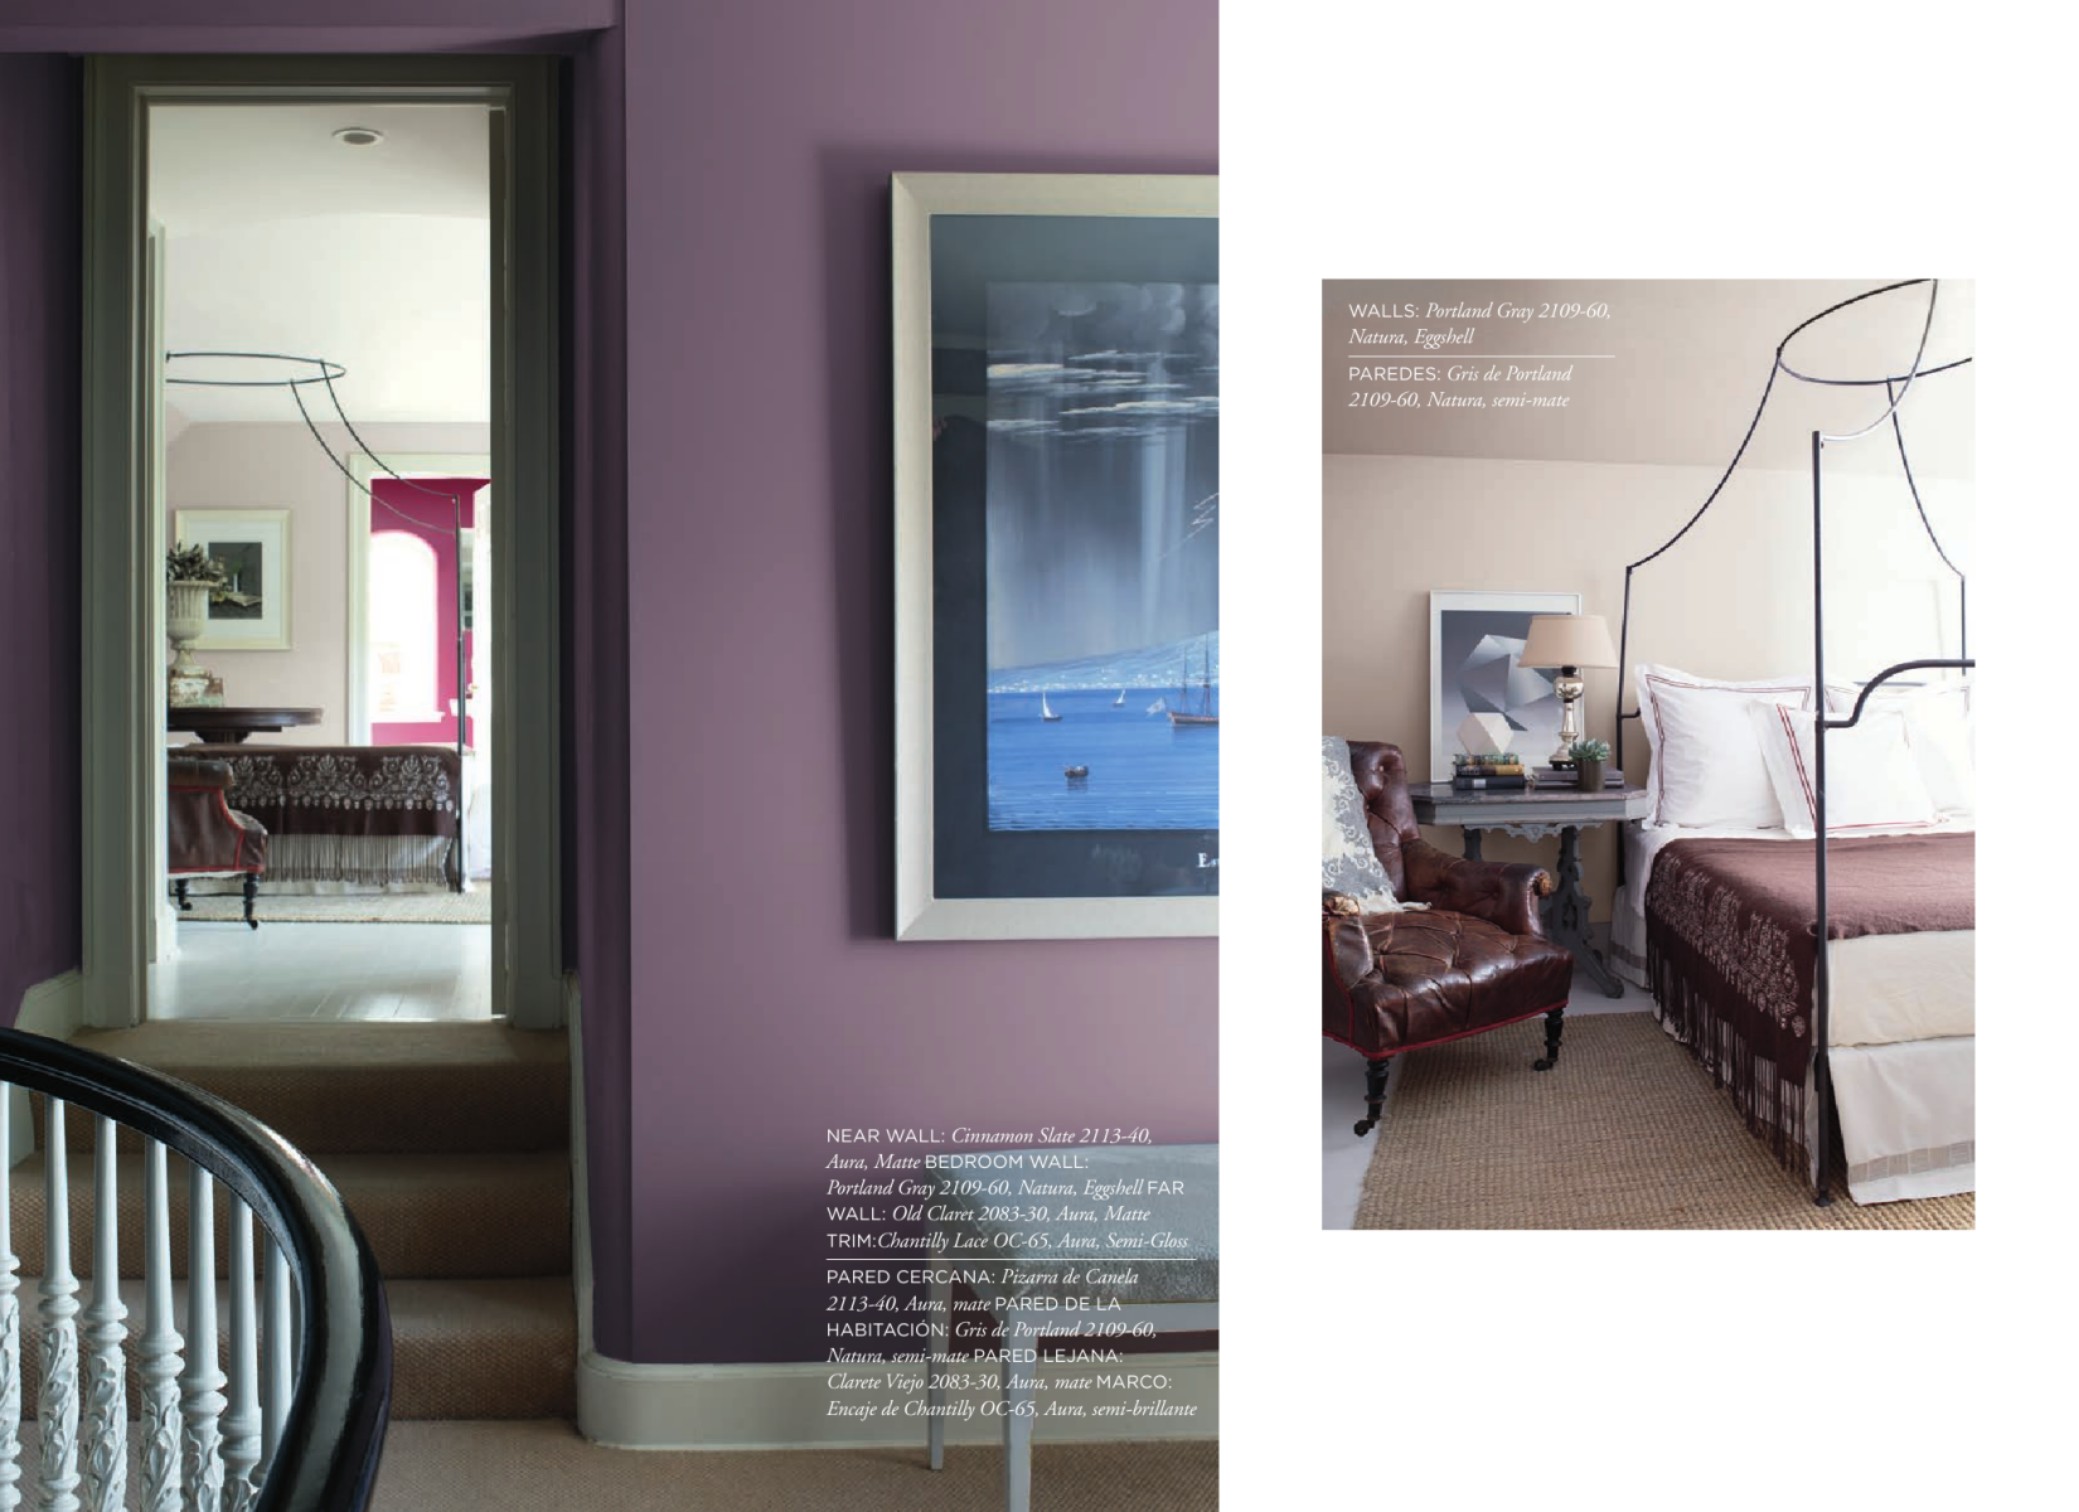 NEAR WALL: Cinnamon Slate 2113-40,
Aura, Matte BEDROOM WALL:
Portland Gray 2109-60, Natura, Eggshell FAR
WALL: Old Claret 2083-30, Aura, Matte
TRIM:Chantilly Lace OC-65, Aura, Semi-Gloss
PARED CERCANA: Pizarra de Canela
2113-40, Aura, mate PARED DE LA
HABITACIÓN: Gris de Portland 2109-60,
Natura, semi-mate PARED LEJANA:
Clarete Viejo 2083-30, Aura, mate MARCO:
Encaje de Chantilly OC-65, Aura, semi-brillante
WALLS: Portland Gray 2109-60,
Natura, Eggshell
PAREDES: Gris de Portland
2109-60, Natura, semi-mate